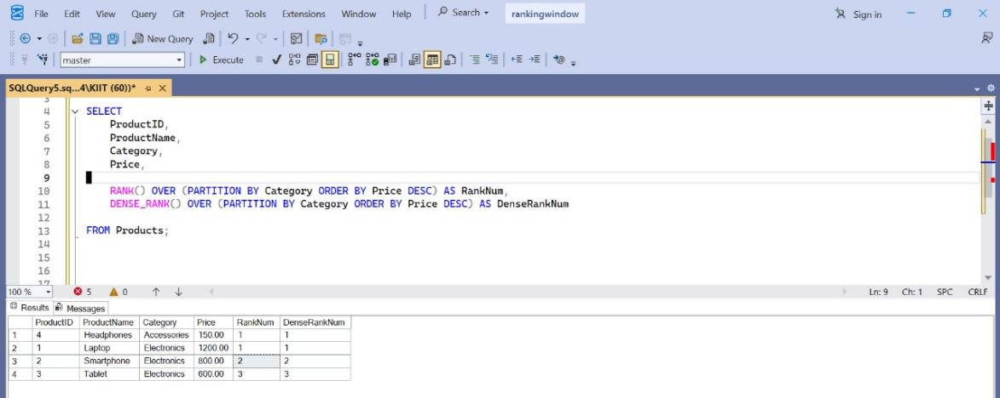 File Edit View Query Git Project Tools Extensions Window Help Search rankingwindow Sign in
New Query
master Execute
SQLQuery5.sq...4\KIIT (60))*
3
4 SELECT
5 ProductID,
6 ProductName,
7 Category,
8 Price,
9
10 RANK() OVER (PARTITION BY Category ORDER BY Price DESC) AS RankNum,
11 DENSE_RANK() OVER (PARTITION BY Category ORDER BY Price DESC) AS DenseRankNum
12
13 FROM Products;
14
15
16
17
100 % 5 0 Ln: 9 Ch: 1 SPC CRLF
Results Messages
ProductID ProductName Category Price RankNum DenseRankNum
1 4 Headphones Accessories 150.00 1 1
2 1 Laptop Electronics 1200.00 1 1
3 2 Smartphone Electronics 800.00 2 2
4 3 Tablet Electronics 600.00 3 3